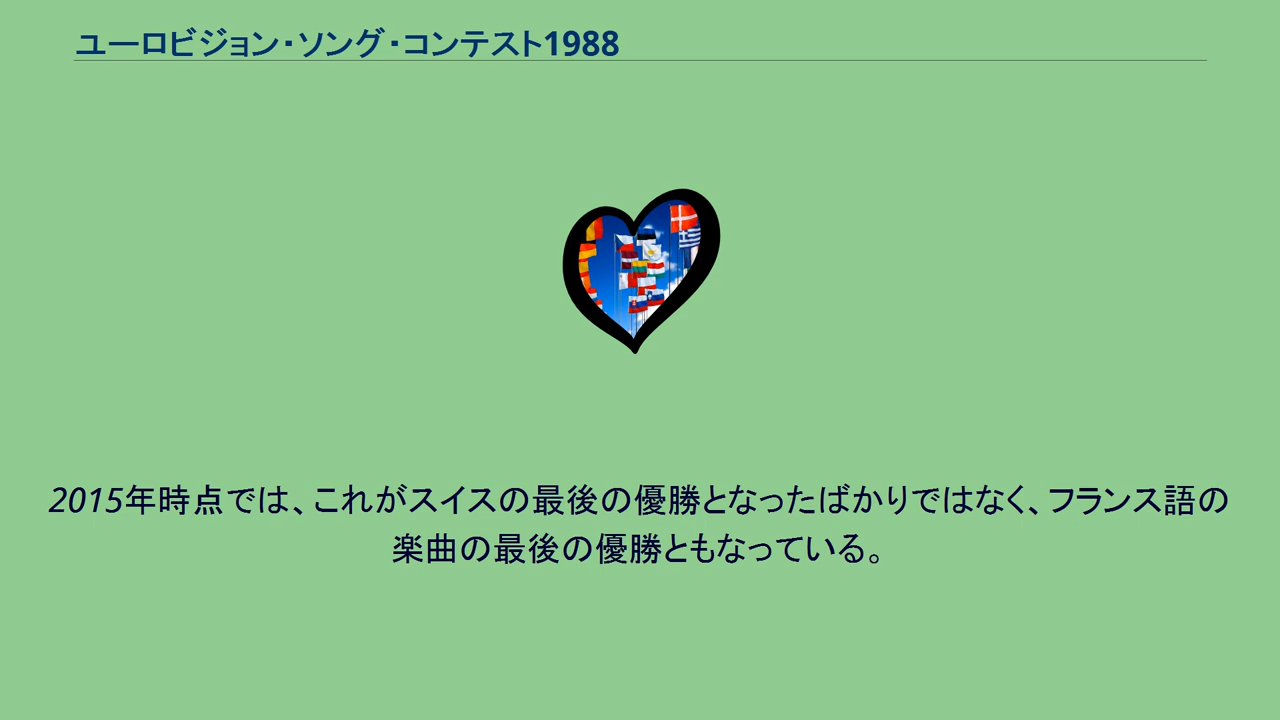 ユーロビジョン・ソング・コンテスト1988
2015年時点では、これがスイスの最後の優勝となったばかりではなく、フランス語の
楽曲の最後の優勝ともなっている。